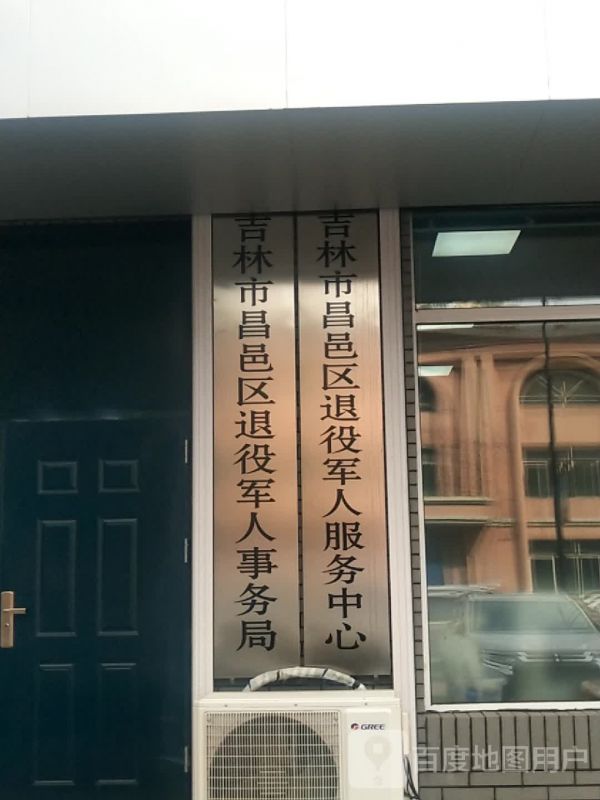 吉林市昌邑区退役军人事务局
吉林市昌邑区退役军人服务中心
GREE
百度地图用户